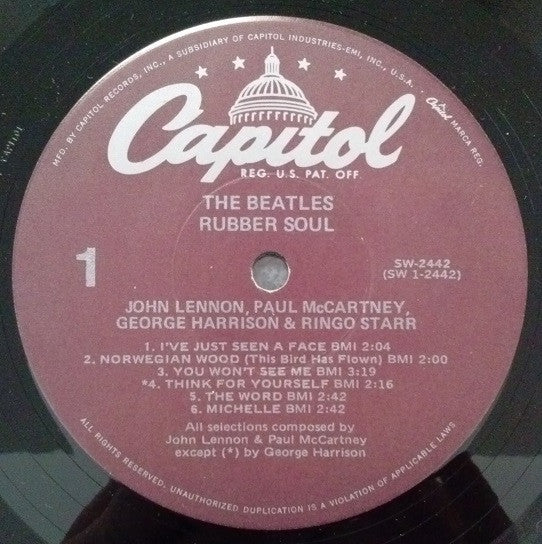 MFD. BY CAPITOL RECORDS, INC., A SUBSIDIARY OF CAPITOL INDUSTRIES-EMI, INC., U.S.A. · Capitol MARCA REG.
Capitol
REG. U.S. PAT. OFF.
THE BEATLES
RUBBER SOUL
1
SW-2442
(SW 1-2442)
JOHN LENNON, PAUL McCARTNEY,
GEORGE HARRISON & RINGO STARR
1. I'VE JUST SEEN A FACE BMI 2:04
2. NORWEGIAN WOOD (This Bird Has Flown) BMI 2:00
3. YOU WON'T SEE ME BMI 3:19
*4. THINK FOR YOURSELF BMI 2:16
5. THE WORD BMI 2:42
6. MICHELLE BMI 2:42
All selections composed by
John Lennon & Paul McCartney
except (*) by George Harrison
ALL RIGHTS RESERVED. UNAUTHORIZED DUPLICATION IS A VIOLATION OF APPLICABLE LAWS